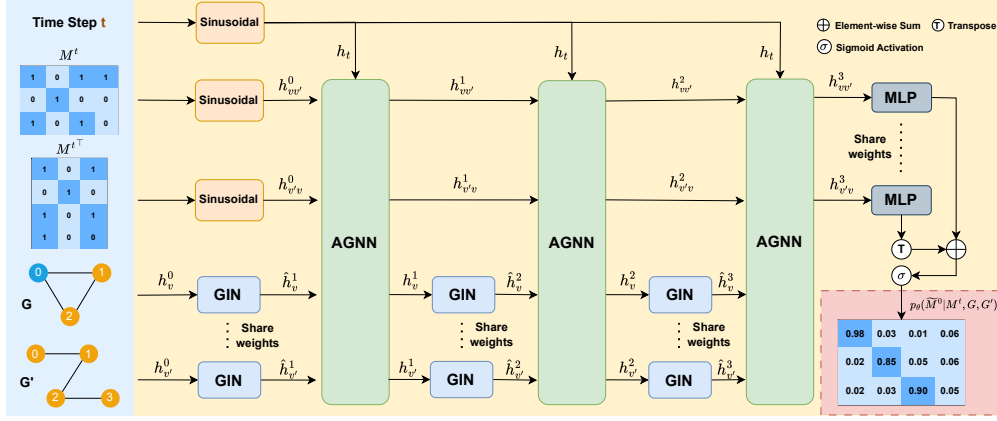 Time Step t
M^t
1 0 1 1
0 1 0 0
1 0 1 0
M^{t^⊤}
1 0 1
0 1 0
1 0 1
1 0 0
0 1 2
G
0 1 2 3
G'
Sinusoidal
h_t h_t h_t
Sinusoidal h^0_{vv'} h^1_{vv'} h^2_{vv'} h^3_{vv'} MLP
Share weights
Sinusoidal h^0_{v'v} h^1_{v'v} h^2_{v'v} h^3_{v'v} MLP
AGNN AGNN AGNN
h^0_v GIN ĥ^1_v h^1_v GIN ĥ^2_v h^2_v GIN ĥ^3_v
Share weights Share weights Share weights
h^0_{v'} GIN ĥ^1_{v'} h^1_{v'} GIN ĥ^2_{v'} h^2_{v'} GIN ĥ^3_{v'}
Element-wise Sum T Transpose
σ Sigmoid Activation
T
σ
p_θ(M̃^0|M^t, G, G')
0.98 0.03 0.01 0.06
0.02 0.85 0.05 0.06
0.02 0.03 0.90 0.05